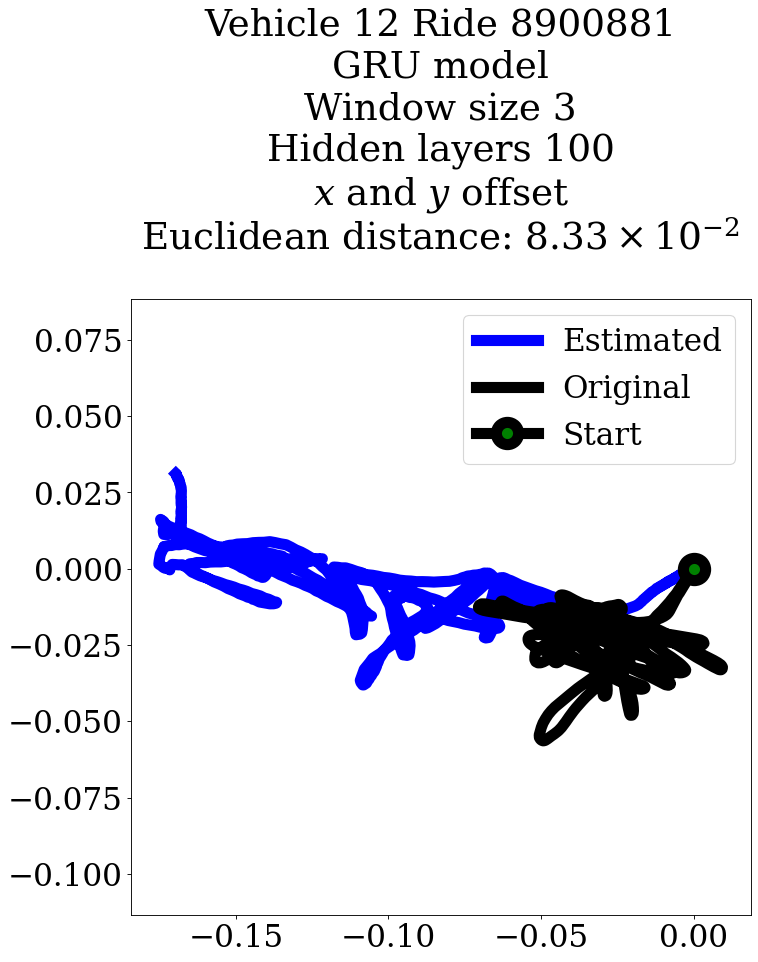 Vehicle 12 Ride 8900881
GRU model
Window size 3
Hidden layers 100
x and y offset
Euclidean distance: 8.33 × 10⁻²
Estimated
Original
Start
0.075
0.050
0.025
0.000
−0.025
−0.050
−0.075
−0.100
−0.15
−0.10
−0.05
0.00